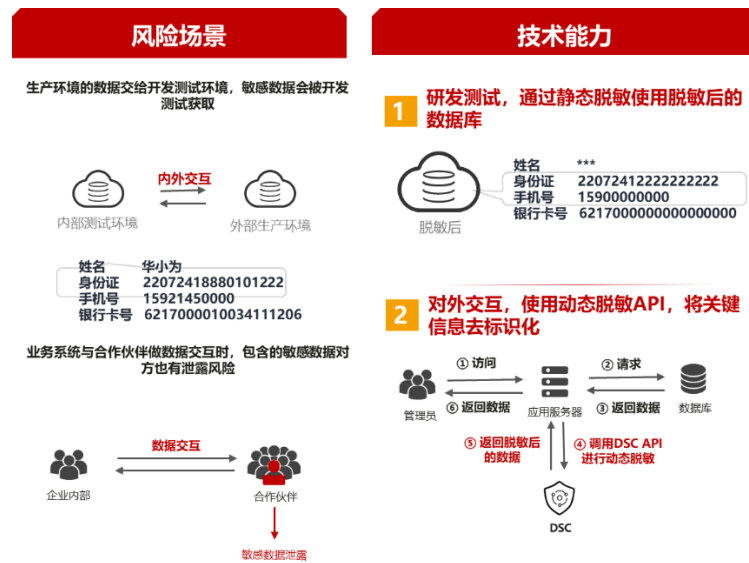 风险场景
生产环境的数据交给开发测试环境，敏感数据会被开发
测试获取
内外交互
内部测试环境
外部生产环境
姓名 华小为
身份证 22072418880101222
手机号 15921450000
银行卡号 6217000010034111206
业务系统与合作伙伴做数据交互时，包含的敏感数据对
方也有泄露风险
数据交互
企业内部
合作伙伴
敏感数据泄露
技术能力
1 研发测试，通过静态脱敏使用脱敏后的
数据库
脱敏后
姓名 ***
身份证 22072412222222222
手机号 15900000000
银行卡号 6217000000000000000
2 对外交互，使用动态脱敏API，将关键
信息去标识化
① 访问
② 请求
管理员
⑥ 返回数据
应用服务器
③ 返回数据
数据库
⑤ 返回脱敏后
的数据
④ 调用DSC API
进行动态脱敏
DSC